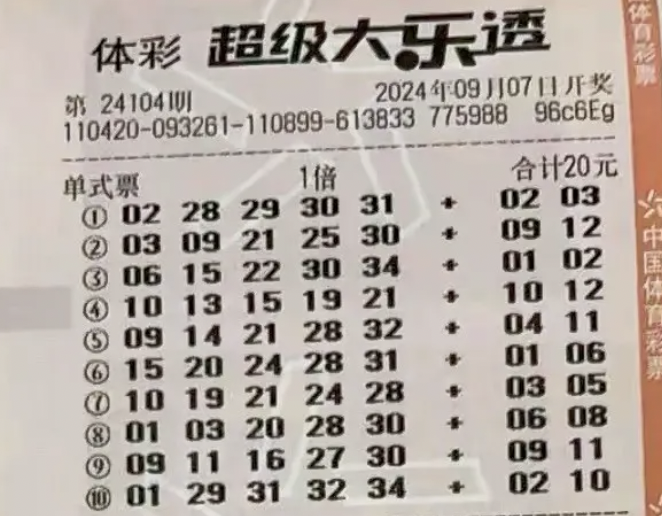 体彩 超级大乐透
第 24104期 2024年09月07日开奖
110420-093261-110899-613833 775988 96c6Eg
单式票 1倍 合计20元
① 02 28 29 30 31 + 02 03
② 03 09 21 25 30 + 09 12
③ 06 15 22 30 34 + 01 02
④ 10 13 15 19 21 + 10 12
⑤ 09 14 21 28 32 + 04 11
⑥ 15 20 24 28 31 + 01 06
⑦ 10 19 21 24 28 + 03 05
⑧ 01 03 20 28 30 + 06 08
⑨ 09 11 16 27 30 + 09 11
⑩ 01 29 31 32 34 + 02 10
体育彩票
中国体育彩票